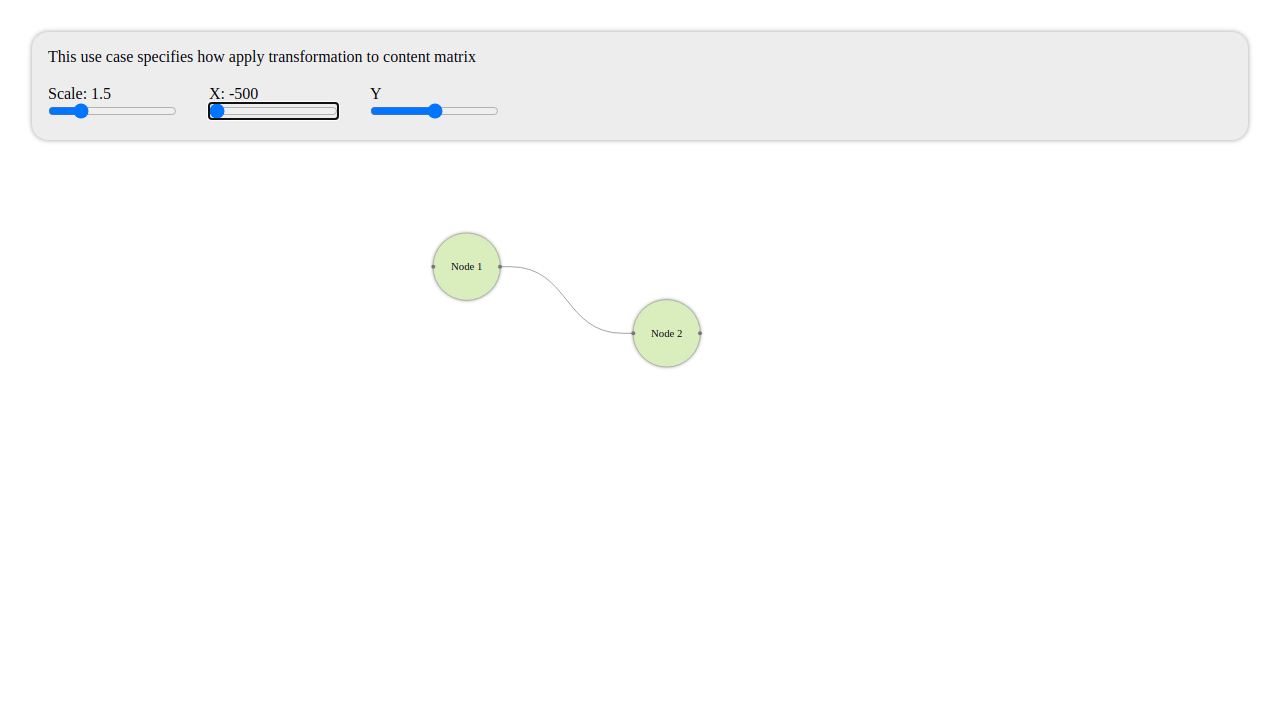 This use case specifies how apply transformation to content matrix
Scale: 1.5
X: -500
Y
Node 1
Node 2